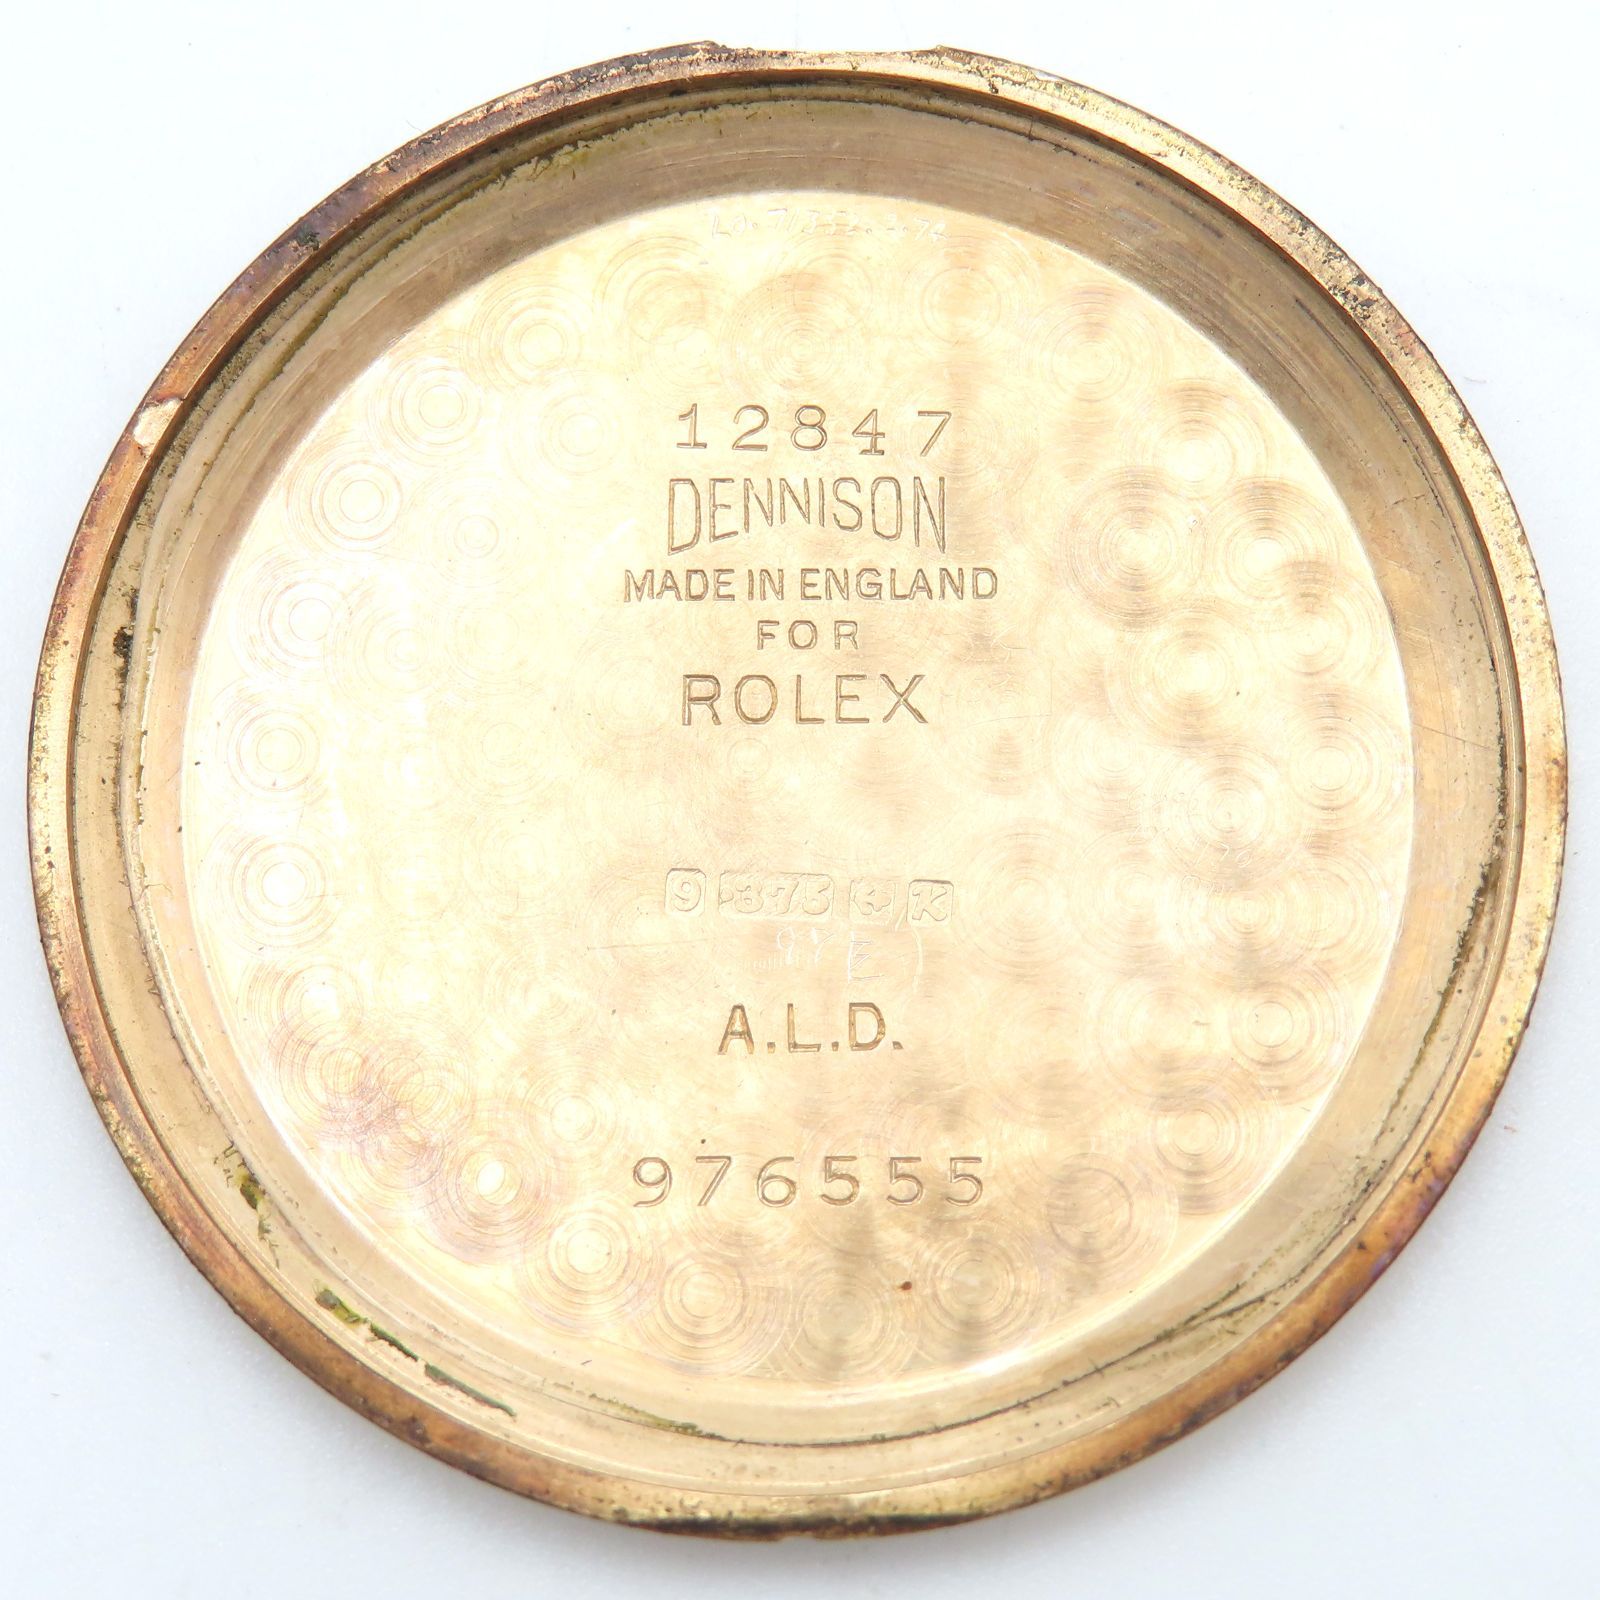 12847
DENNISON
MADE IN ENGLAND
FOR
ROLEX
9 .375 K
A.L.D.
976555